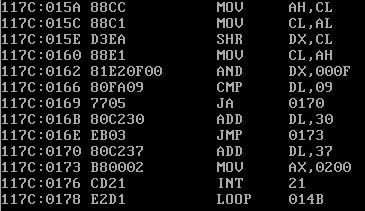 117C:015A 88CC MOV AH,CL
117C:015C 88C1 MOV CL,AL
117C:015E D3EA SHR DX,CL
117C:0160 88E1 MOV CL,AH
117C:0162 81E20F00 AND DX,000F
117C:0166 80FA09 CMP DL,09
117C:0169 7705 JA 0170
117C:016B 80C230 ADD DL,30
117C:016E EB03 JMP 0173
117C:0170 80C237 ADD DL,37
117C:0173 B80002 MOV AX,0200
117C:0176 CD21 INT 21
117C:0178 E2D1 LOOP 014B